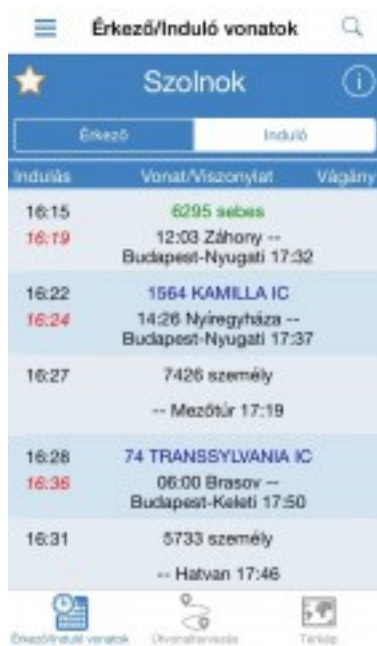 Érkező/Induló vonatok
Szolnok
Érkező Induló
Indulás Vonat/Viszonylat Vágány
16:15 6295 sebes
16:19 12:03 Záhony --
Budapest-Nyugati 17:32
16:22 1564 KAMILLA IC
16:24 14:26 Nyíregyháza --
Budapest-Nyugati 17:37
16:27 7426 személy
-- Mezőtúr 17:19
16:28 74 TRANSSYLVANIA IC
16:36 06:00 Brasov --
Budapest-Keleti 17:50
16:31 5733 személy
-- Hatvan 17:46
Érkező/Induló vonatok Útvonaltervezés Térkép